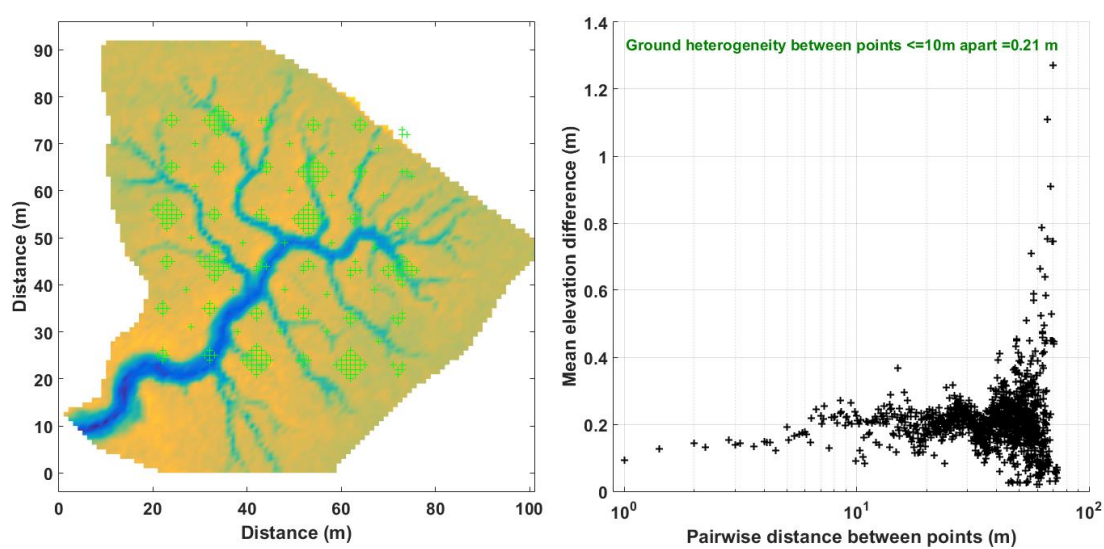 90
80
70
60
50
40
30
20
10
0
0 20 40 60 80 100
Distance (m)
Distance (m)
Ground heterogeneity between points <=10m apart =0.21 m
1.4
1.2
1
0.8
0.6
0.4
0.2
0
10^0 10^1 10^2
Mean elevation difference (m)
Pairwise distance between points (m)